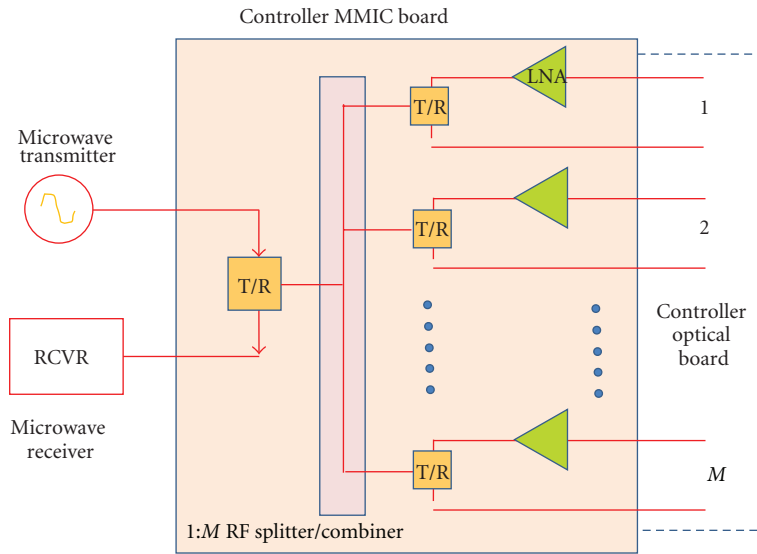 Controller MMIC board
LNA
T/R
1
Microwave
transmitter
2
T/R
T/R
Controller
optical
board
RCVR
Microwave
receiver
T/R
M
1:M RF splitter/combiner